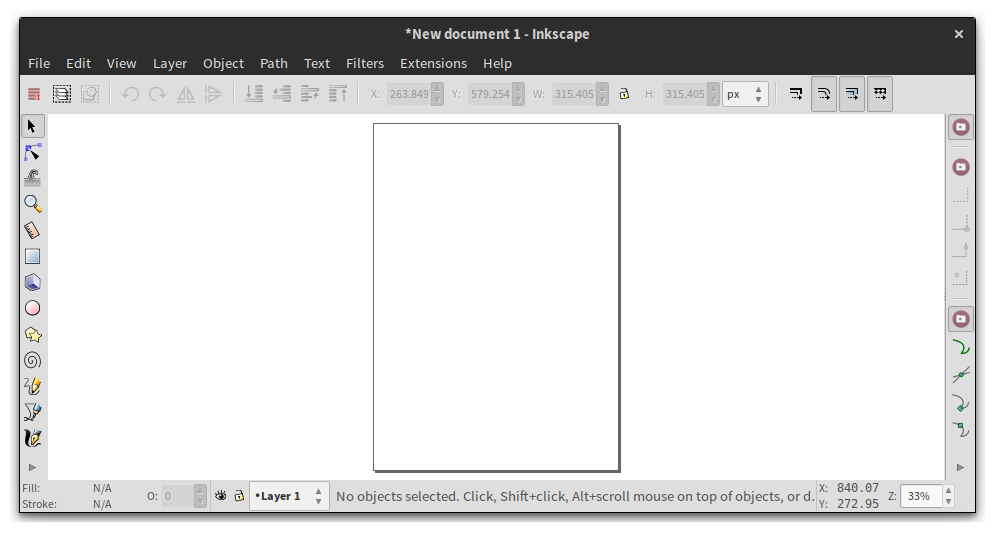 *New document 1 - Inkscape
File Edit View Layer Object Path Text Filters Extensions Help
X: 263.849 Y: 579.254 W: 315.405 H: 315.405 px
Fill: N/A
Stroke: N/A
O: 0
•Layer 1
No objects selected. Click, Shift+click, Alt+scroll mouse on top of objects, or d.
X: 840.07
Y: 272.95
Z: 33%